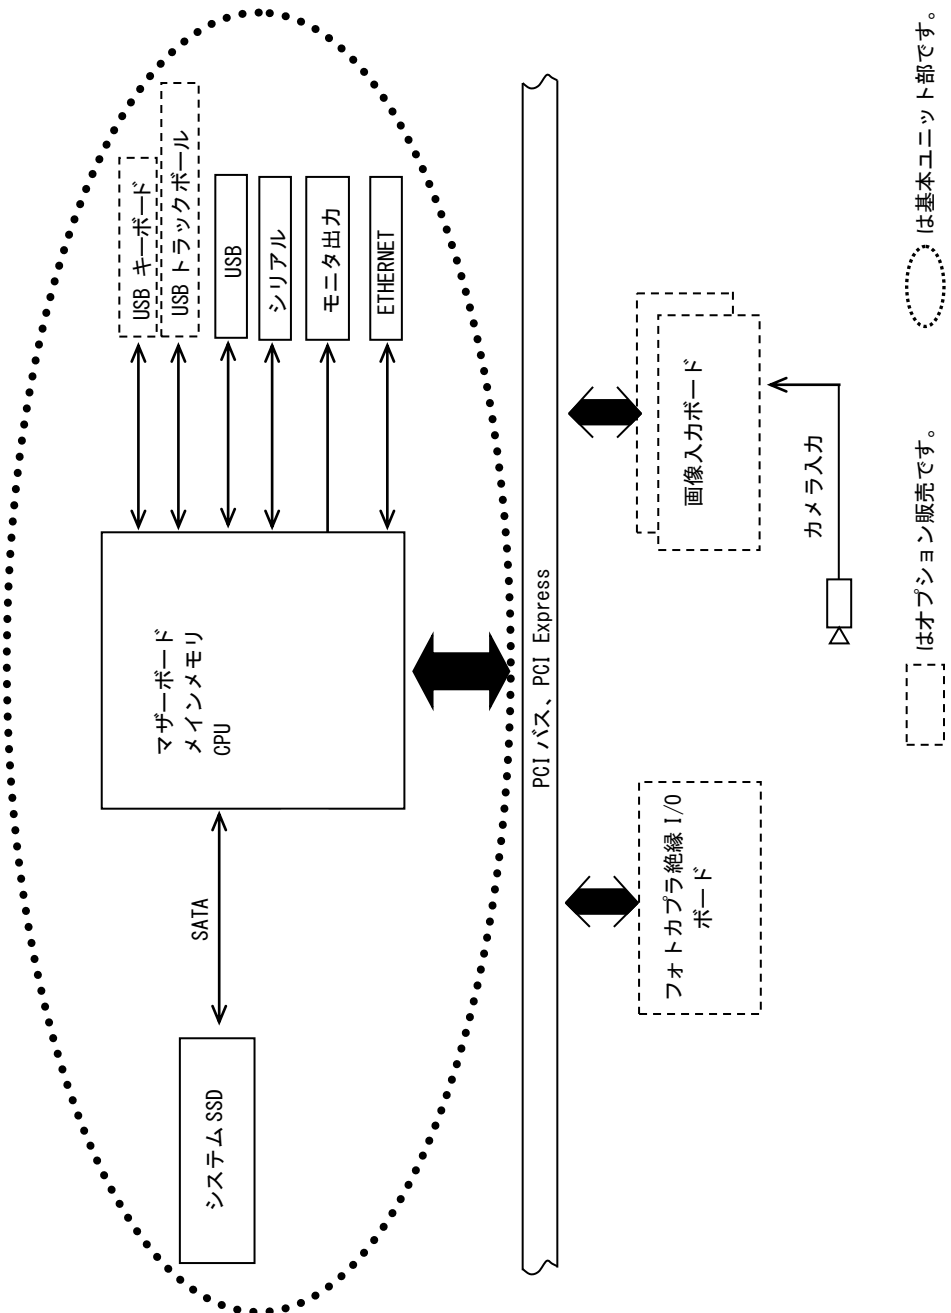 システムSSD
SATA
マザーボード
メインメモリ
CPU
USB キーボード
USB トラックボール
USB
シリアル
モニタ出力
ETHERNET
PCI バス、PCI Express
フォトカプラ絶縁 I/O
ボード
画像入力ボード
カメラ入力
はオプション販売です。
は基本ユニット部です。